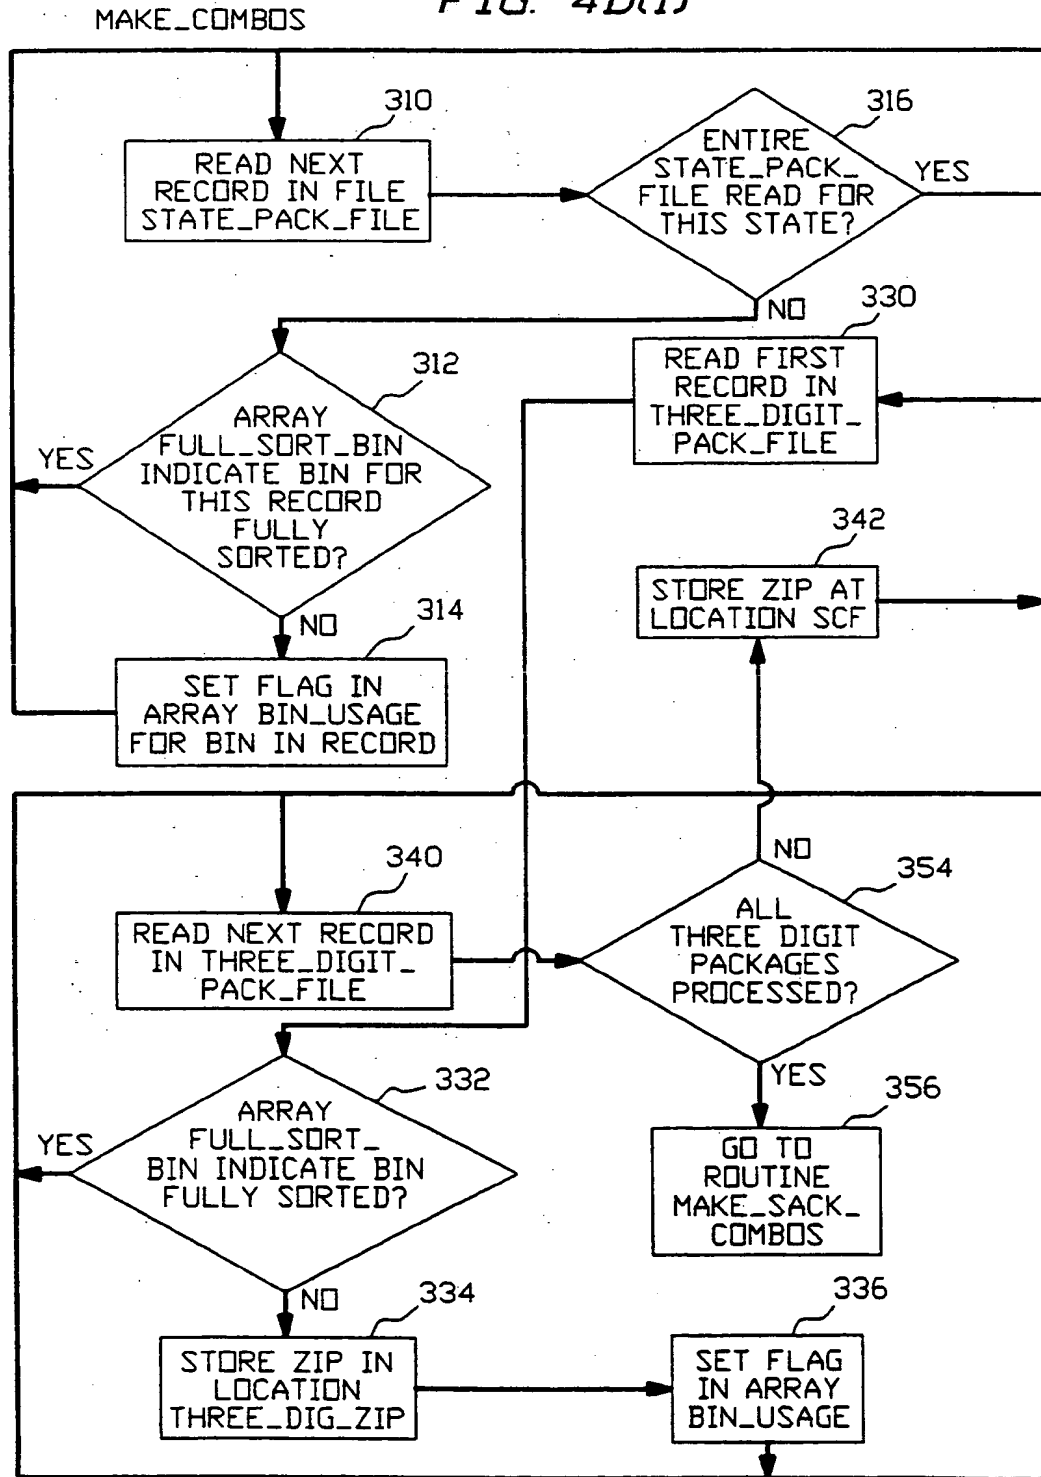 FIG. 4D(1)
MAKE_COMBOS
310
READ NEXT
RECORD IN FILE
STATE_PACK_FILE
316
ENTIRE
STATE_PACK_
FILE READ FOR
THIS STATE?
YES
NO
312
ARRAY
FULL_SORT_BIN
INDICATE BIN FOR
THIS RECORD
FULLY
SORTED?
YES
NO
330
READ FIRST
RECORD IN
THREE_DIGIT_
PACK_FILE
314
SET FLAG IN
ARRAY BIN_USAGE
FOR BIN IN RECORD
342
STORE ZIP AT
LOCATION SCF
340
READ NEXT RECORD
IN THREE_DIGIT_
PACK_FILE
NO
354
ALL
THREE DIGIT
PACKAGES
PROCESSED?
YES
332
ARRAY
FULL_SORT_
BIN INDICATE BIN
FULLY SORTED?
YES
NO
356
GO TO
ROUTINE
MAKE_SACK_
COMBOS
334
STORE ZIP IN
LOCATION
THREE_DIG_ZIP
336
SET FLAG
IN ARRAY
BIN_USAGE